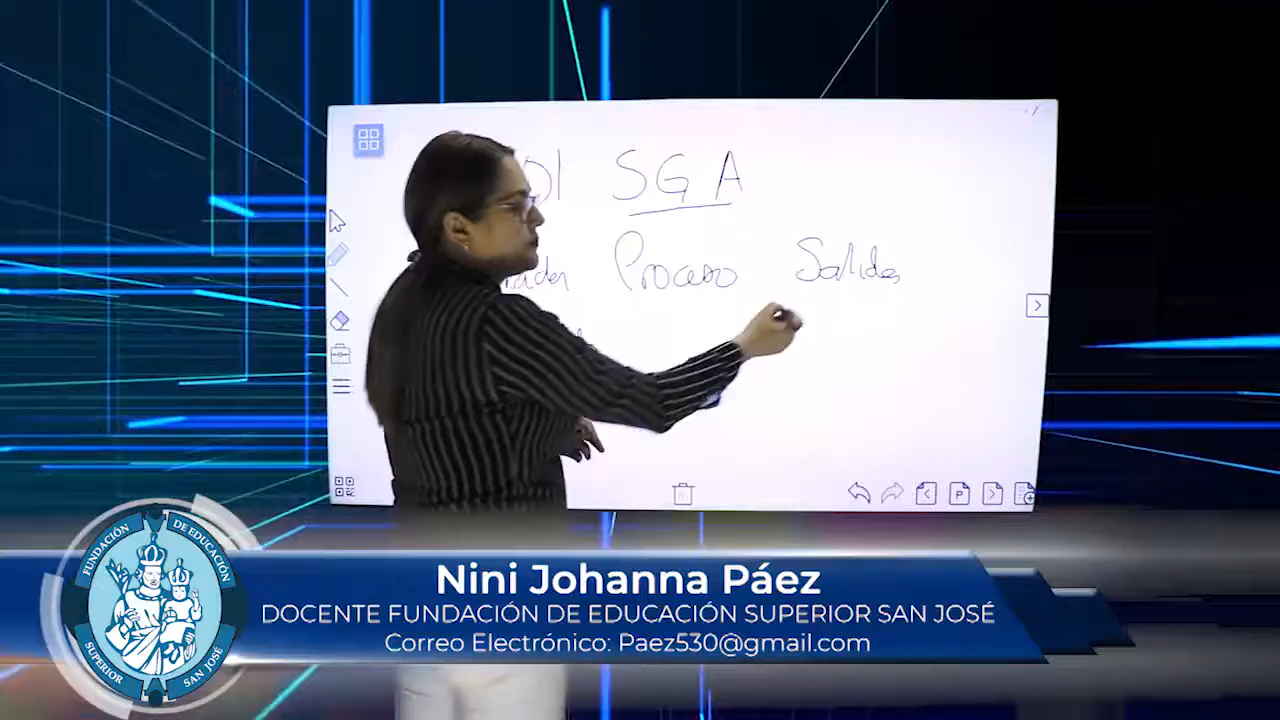 SGA
Proceso Salidas
Nini Johanna Páez
DOCENTE FUNDACIÓN DE EDUCACIÓN SUPERIOR SAN JOSÉ
Correo Electrónico: Paez530@gmail.com
FUNDACIÓN DE EDUCACIÓN
SUPERIOR SAN JOSÉ